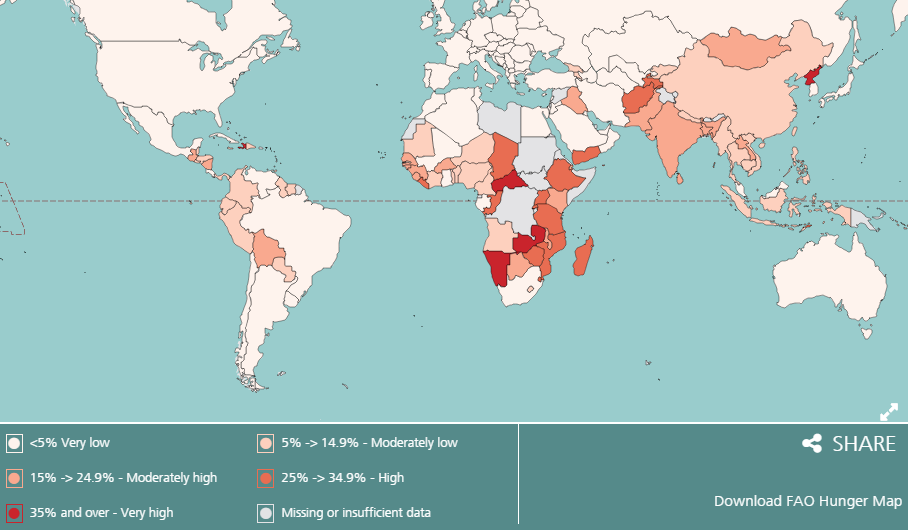 <5% Very low
5% -> 14.9% - Moderately low
15% -> 24.9% - Moderately high
25% -> 34.9% - High
35% and over - Very high
Missing or insufficient data
SHARE
Download FAO Hunger Map